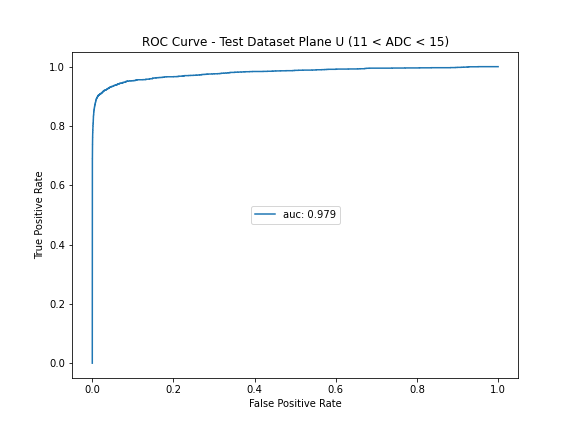 ROC Curve - Test Dataset Plane U (11 < ADC < 15)
1.0
0.8
0.6
0.4
0.2
0.0
True Positive Rate
auc: 0.979
0.0 0.2 0.4 0.6 0.8 1.0
False Positive Rate